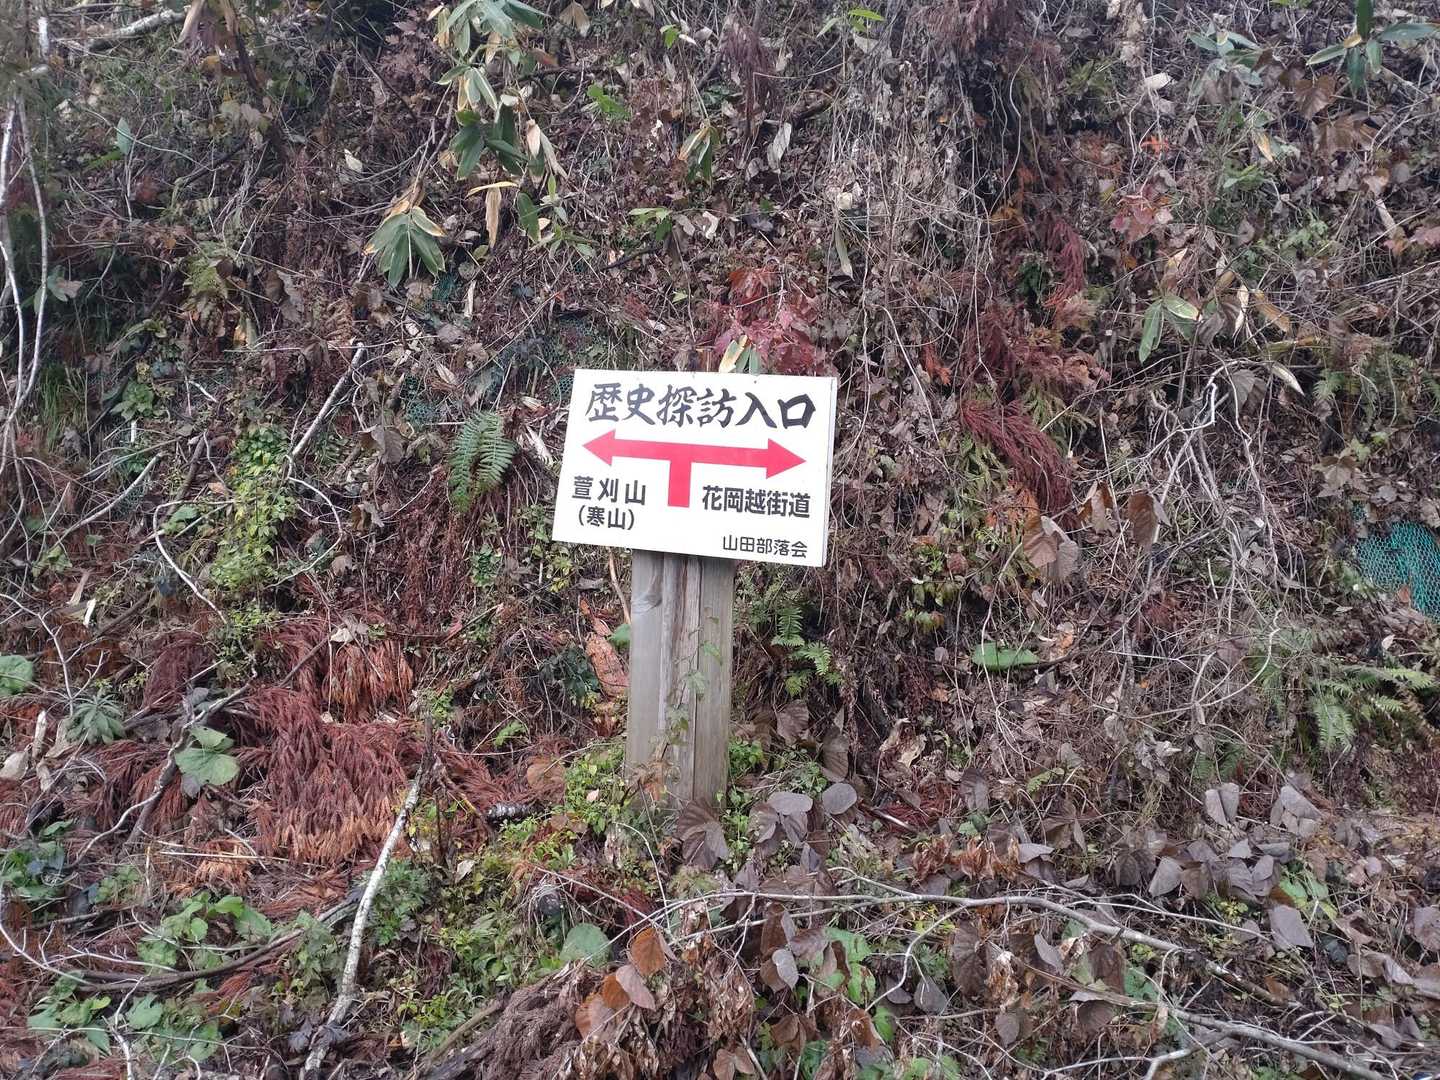 歴史探訪入口
萱刈山
(寒山)
花岡越街道
山田部落会